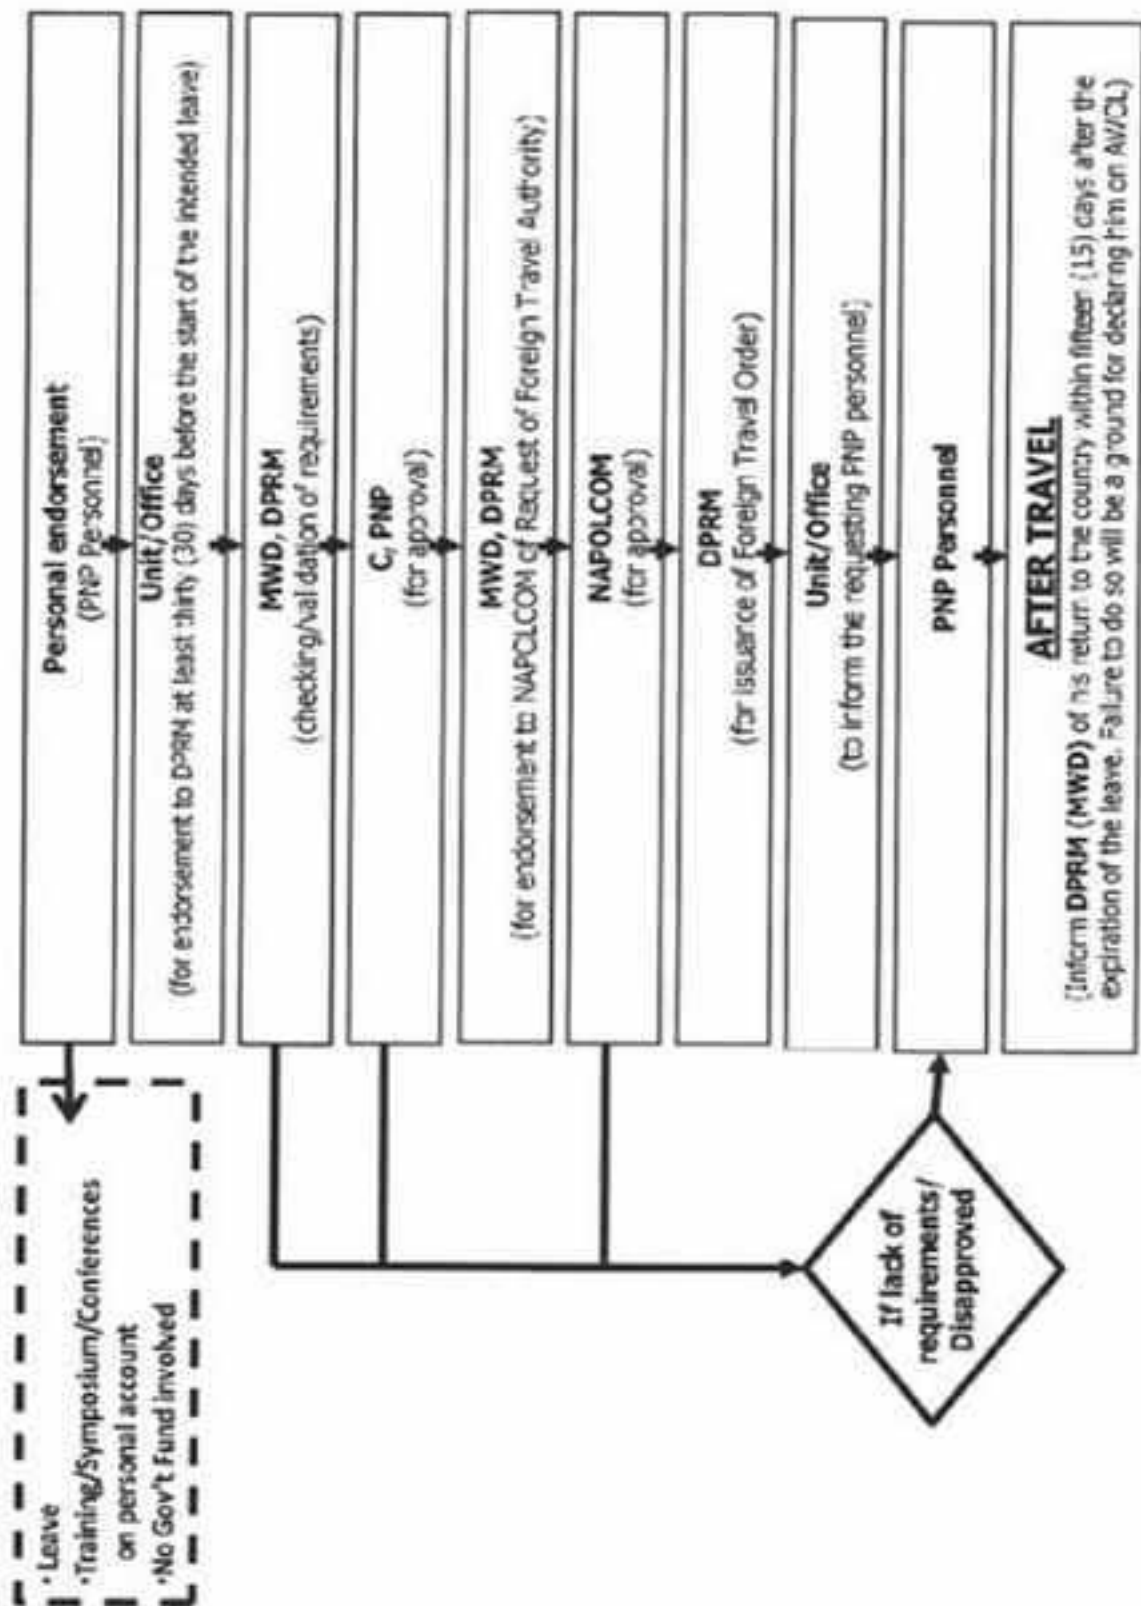 Personal endorsement
(PNP Personnel)
• Leave
•Training/Symposium/Conferences
on personal account
•No Gov't Fund involved
Unit/Office
(for endorsement to DPRM at least thirty (30) days before the start of the intended leave)
MWD, DPRM
(checking/validation of requirements)
C, PNP
(for approval)
MWD, DPRM
(for endorsement to NAPOLCOM of Request of Foreign Travel Authority)
NAPOLCOM
(for approval)
DPRM
(for issuance of Foreign Travel Order)
Unit/Office
(to inform the requesting PNP personnel)
If lack of
requirements/
Disapproved
PNP Personnel
AFTER TRAVEL
(Inform DPRM (MWD) of his return to the country within fifteen (15) days after the
expiration of the leave. Failure to do so will be a ground for declaring him on AWOL)